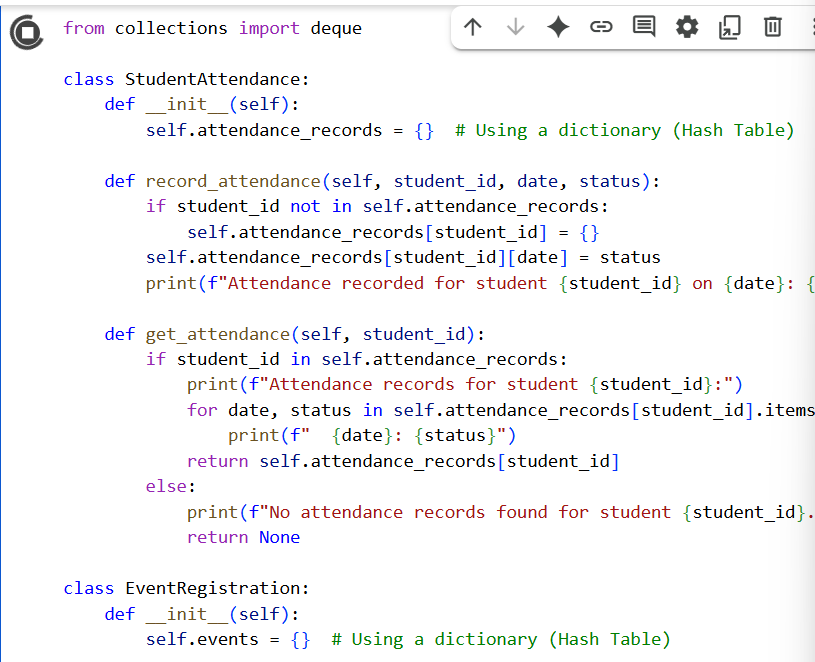 from collections import deque
class StudentAttendance:
    def __init__(self):
        self.attendance_records = {}  # Using a dictionary (Hash Table)
    def record_attendance(self, student_id, date, status):
        if student_id not in self.attendance_records:
            self.attendance_records[student_id] = {}
        self.attendance_records[student_id][date] = status
        print(f"Attendance recorded for student {student_id} on {date}: {
    def get_attendance(self, student_id):
        if student_id in self.attendance_records:
            print(f"Attendance records for student {student_id}:")
            for date, status in self.attendance_records[student_id].items
                print(f"  {date}: {status}")
            return self.attendance_records[student_id]
        else:
            print(f"No attendance records found for student {student_id}.
            return None
class EventRegistration:
    def __init__(self):
        self.events = {}  # Using a dictionary (Hash Table)